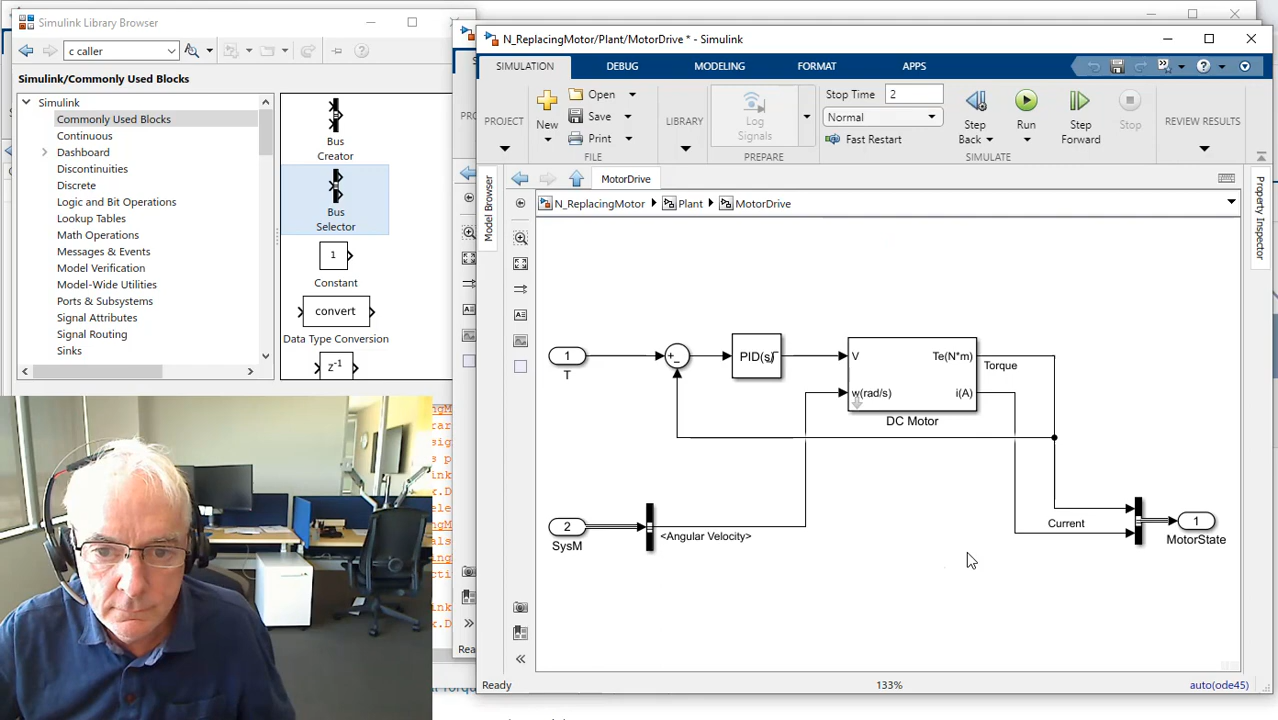 Simulink Library Browser
c caller
Simulink/Commonly Used Blocks
Simulink
Commonly Used Blocks
Continuous
Dashboard
Discontinuities
Discrete
Logic and Bit Operations
Lookup Tables
Math Operations
Messages & Events
Model Verification
Model-Wide Utilities
Ports & Subsystems
Signal Attributes
Signal Routing
Sinks
Bus
Creator
Bus
Selector
1
Constant
convert
Data Type Conversion
z-1
N_ReplacingMotor/Plant/MotorDrive * - Simulink
SIMULATION
DEBUG
MODELING
FORMAT
APPS
PROJECT
New
Open
Save
Print
FILE
LIBRARY
Log
Signals
PREPARE
Stop Time
2
Normal
Fast Restart
Step
Back
Run
Step
Forward
Stop
SIMULATE
REVIEW RESULTS
Model Browser
MotorDrive
N_ReplacingMotor
Plant
MotorDrive
Property Inspector
1
T
+
_
PID(s)
V
Te(N*m)
w(rad/s)
i(A)
DC Motor
Torque
2
SysM
<Angular Velocity>
Current
1
MotorState
Ready
133%
auto(ode45)